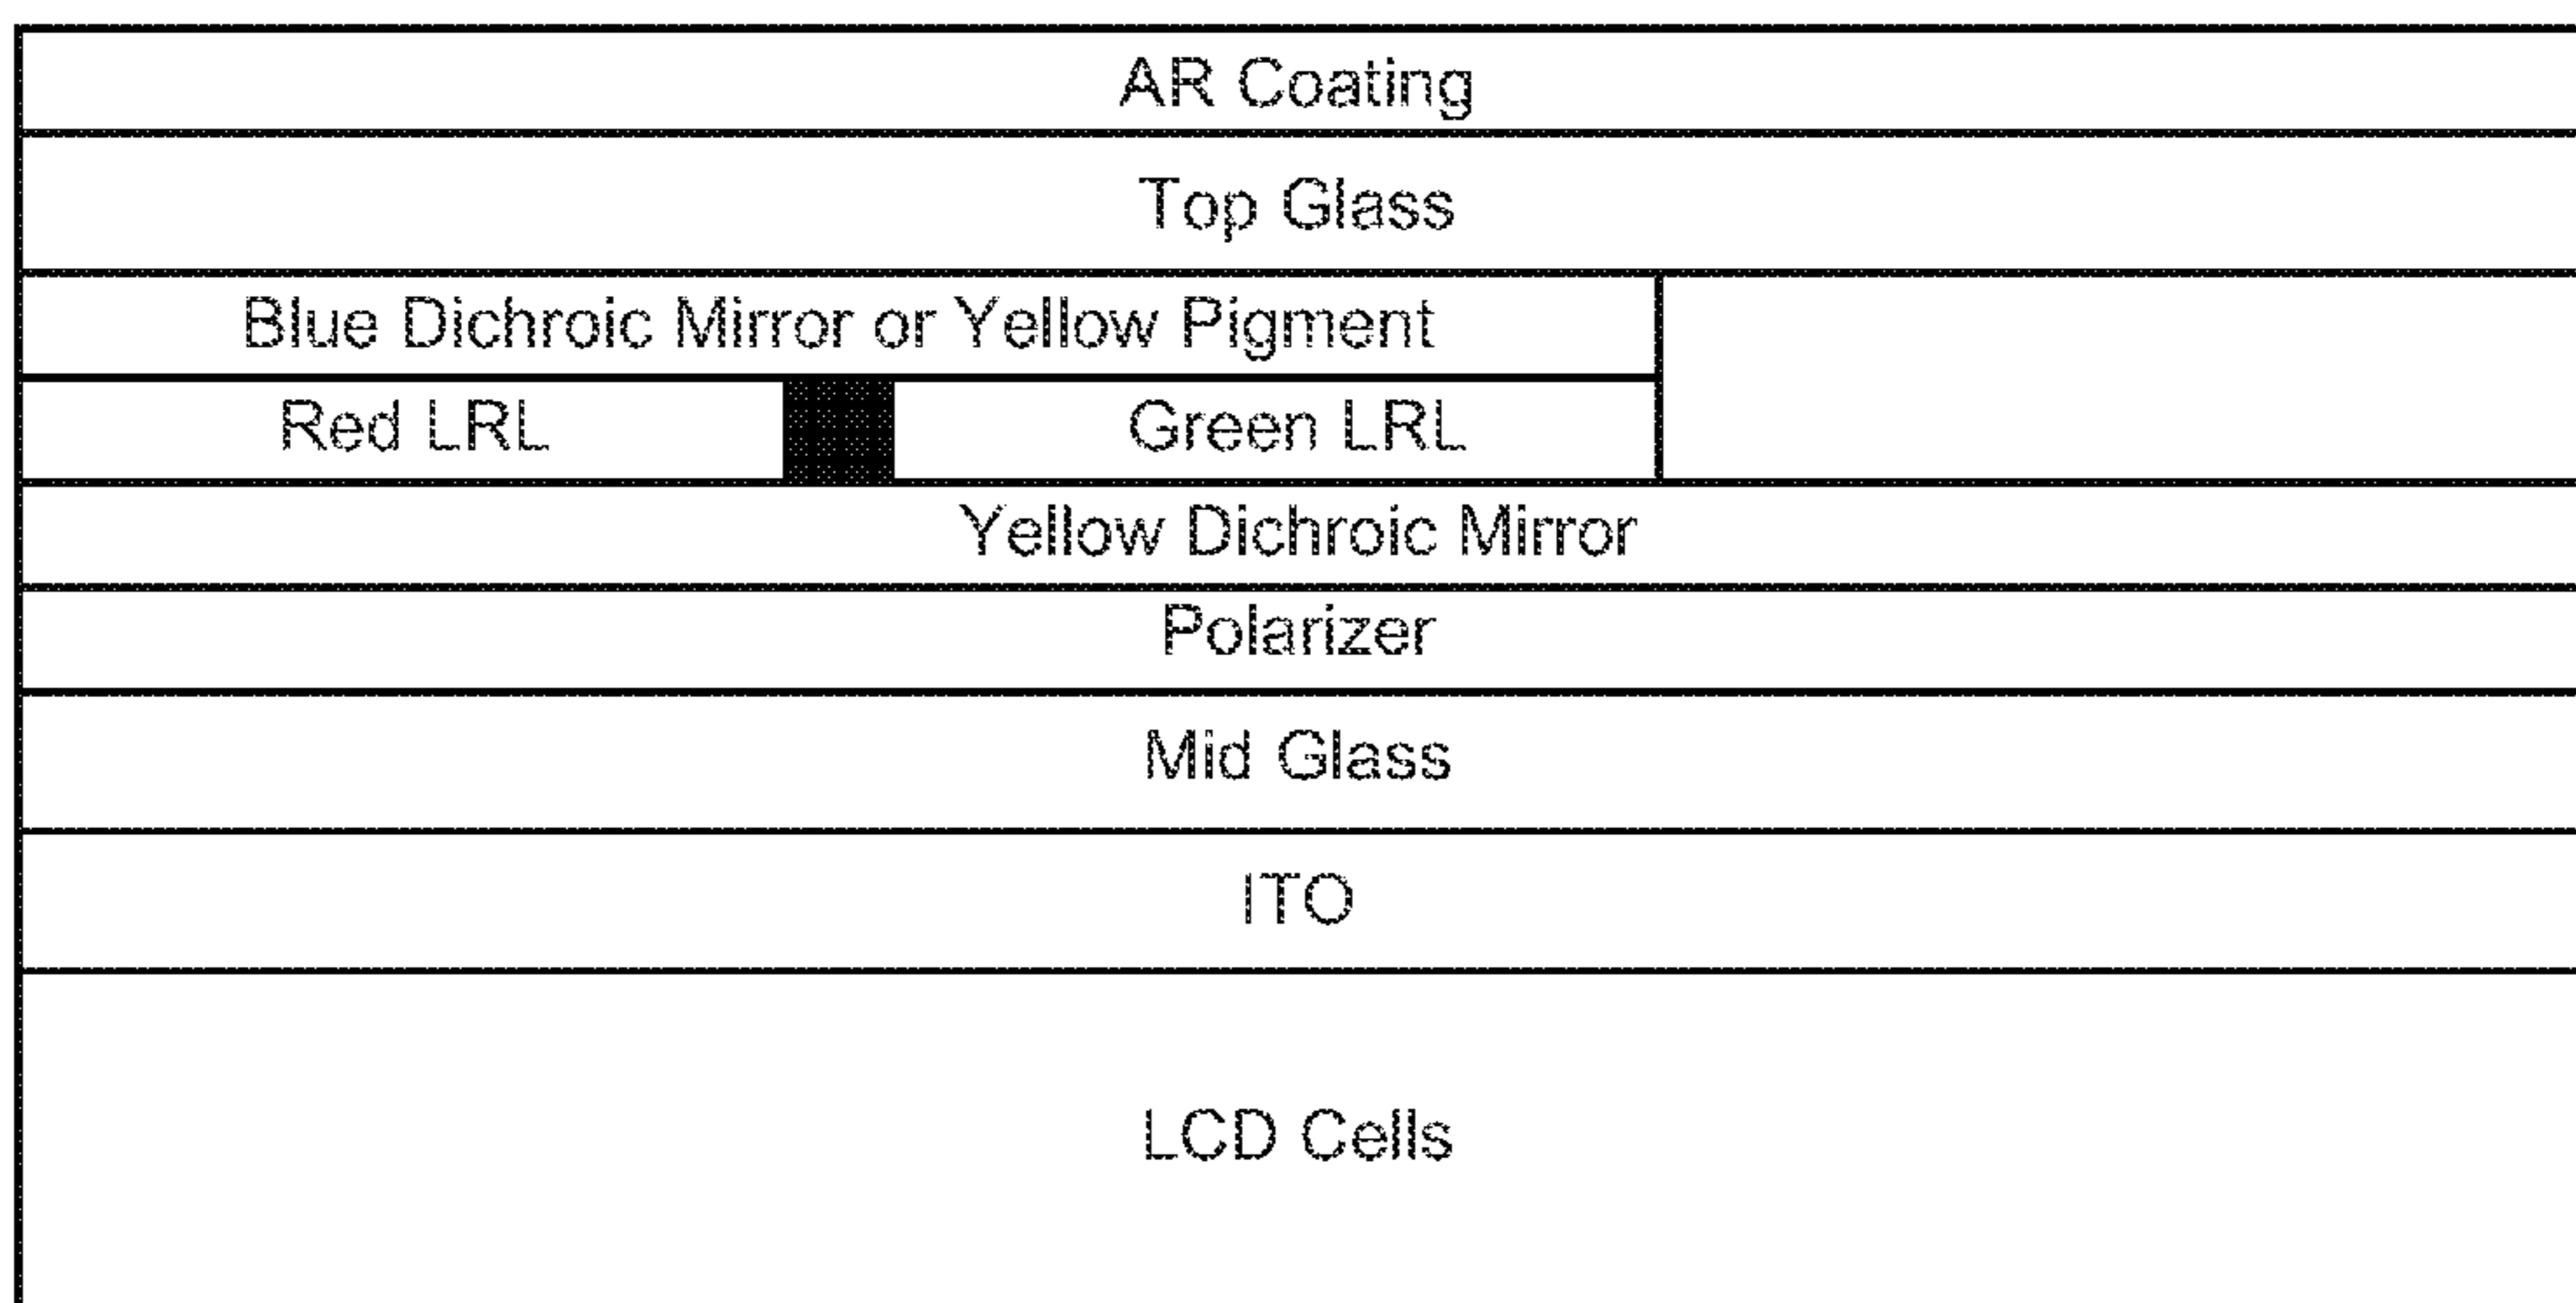 AR Coating
Top Glass
Blue Dichroic Mirror or Yellow Pigment
Red LRL Green LRL
Yellow Dichroic Mirror
Polarizer
Mid Glass
ITO
LCD Cells